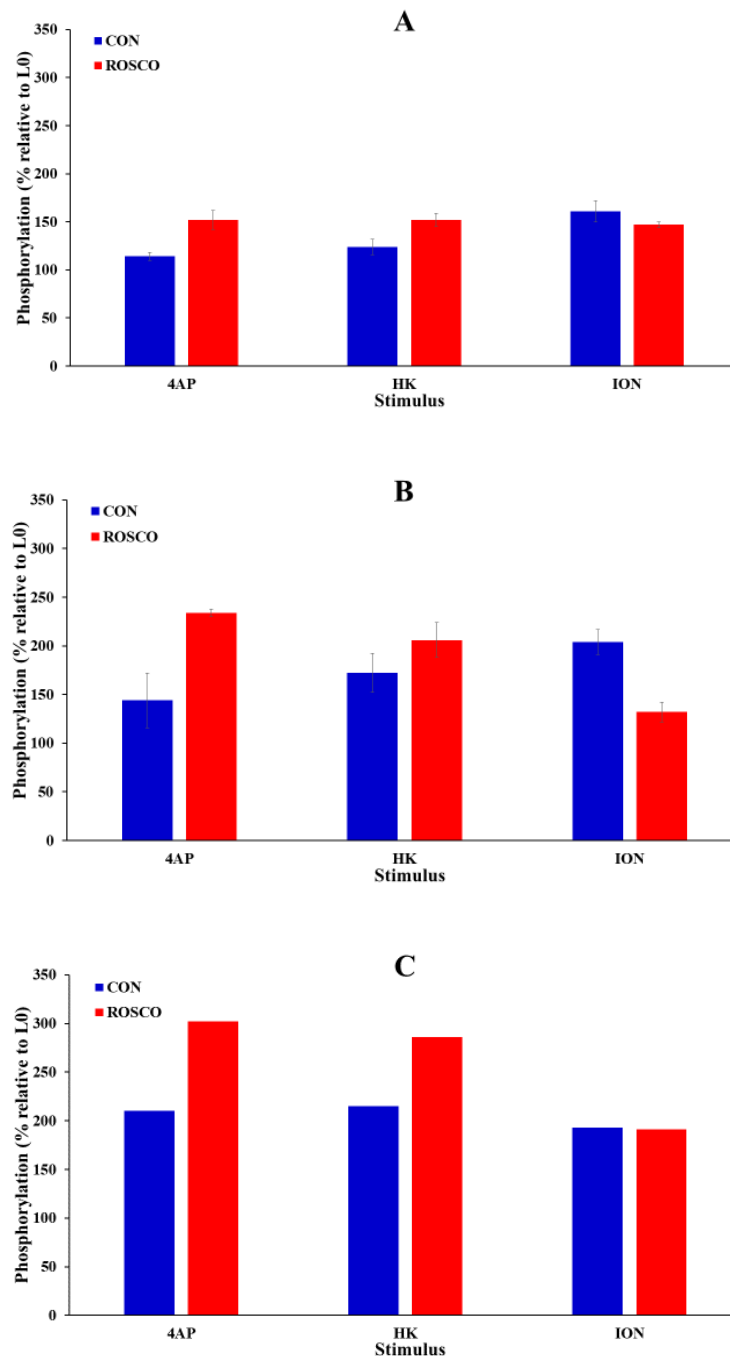 A
CON
ROSCO
Phosphorylation (% relative to L0)
350
300
250
200
150
100
50
0
4AP HK ION
Stimulus
B
CON
ROSCO
Phosphorylation (% relative to L0)
350
300
250
200
150
100
50
0
4AP HK ION
Stimulus
C
CON
ROSCO
Phosphorylation (% relative to L0)
350
300
250
200
150
100
50
0
4AP HK ION
Stimulus